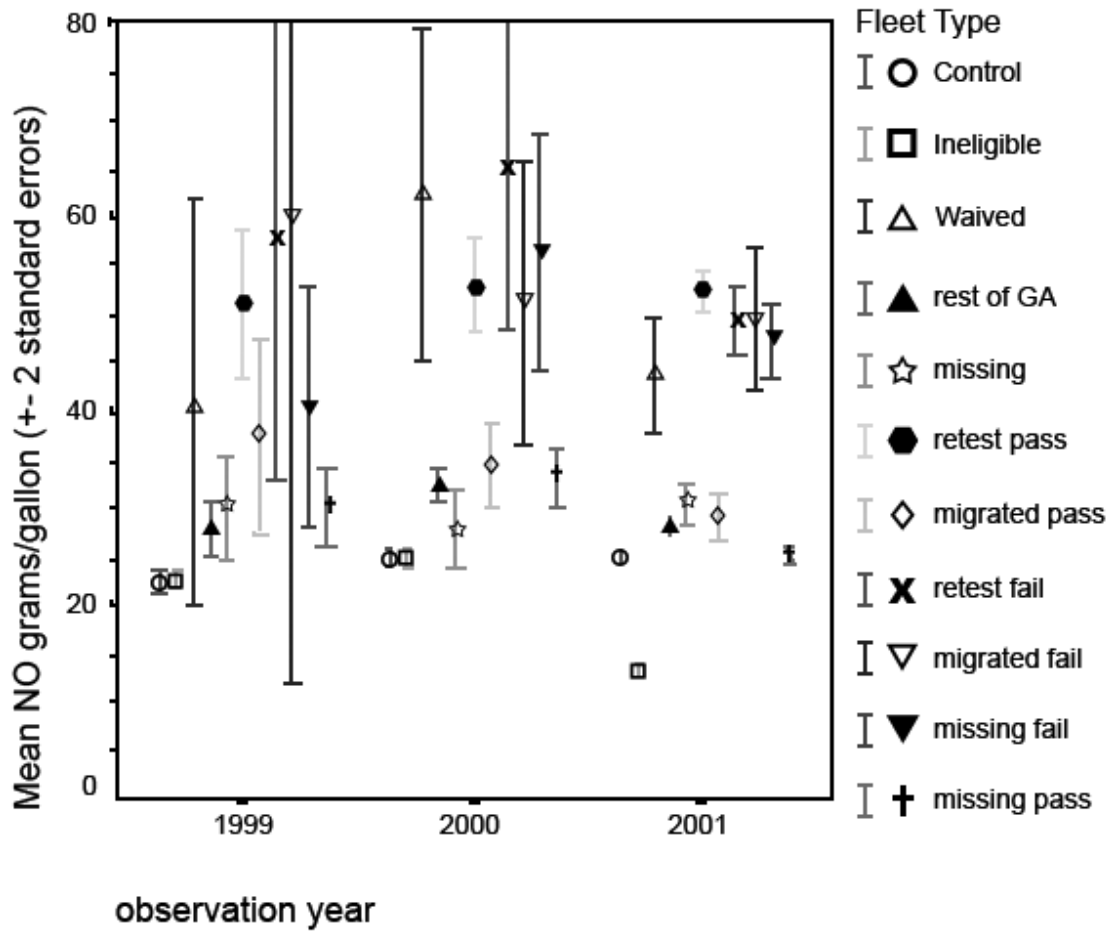 80
60
40
20
0
Mean NO grams/gallon (+- 2 standard errors)
1999
2000
2001
observation year
Fleet Type
Control
Ineligible
Waived
rest of GA
missing
retest pass
migrated pass
retest fail
migrated fail
missing fail
missing pass